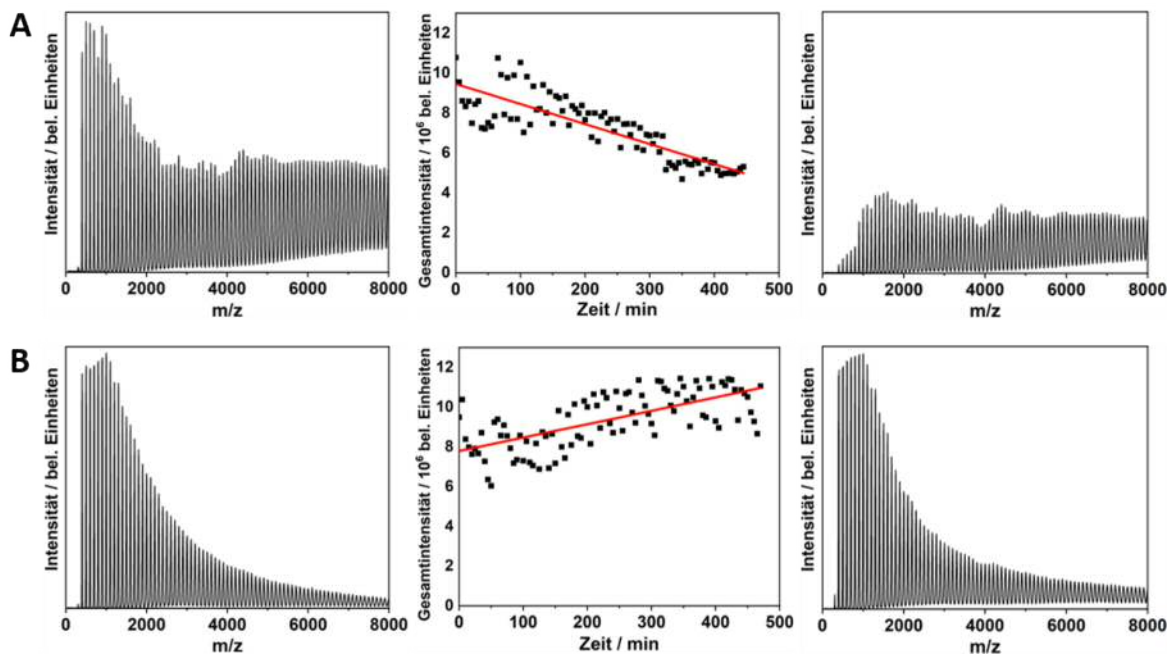 A
Intensität / bel. Einheiten
0 2000 4000 6000 8000
m/z
Gesamtintensität / 10⁶ bel. Einheiten
12
10
8
6
4
2
0
0 100 200 300 400 500
Zeit / min
Intensität / bel. Einheiten
0 2000 4000 6000 8000
m/z
B
Intensität / bel. Einheiten
0 2000 4000 6000 8000
m/z
Gesamtintensität / 10⁶ bel. Einheiten
12
10
8
6
4
2
0
0 100 200 300 400 500
Zeit / min
Intensität / bel. Einheiten
0 2000 4000 6000 8000
m/z